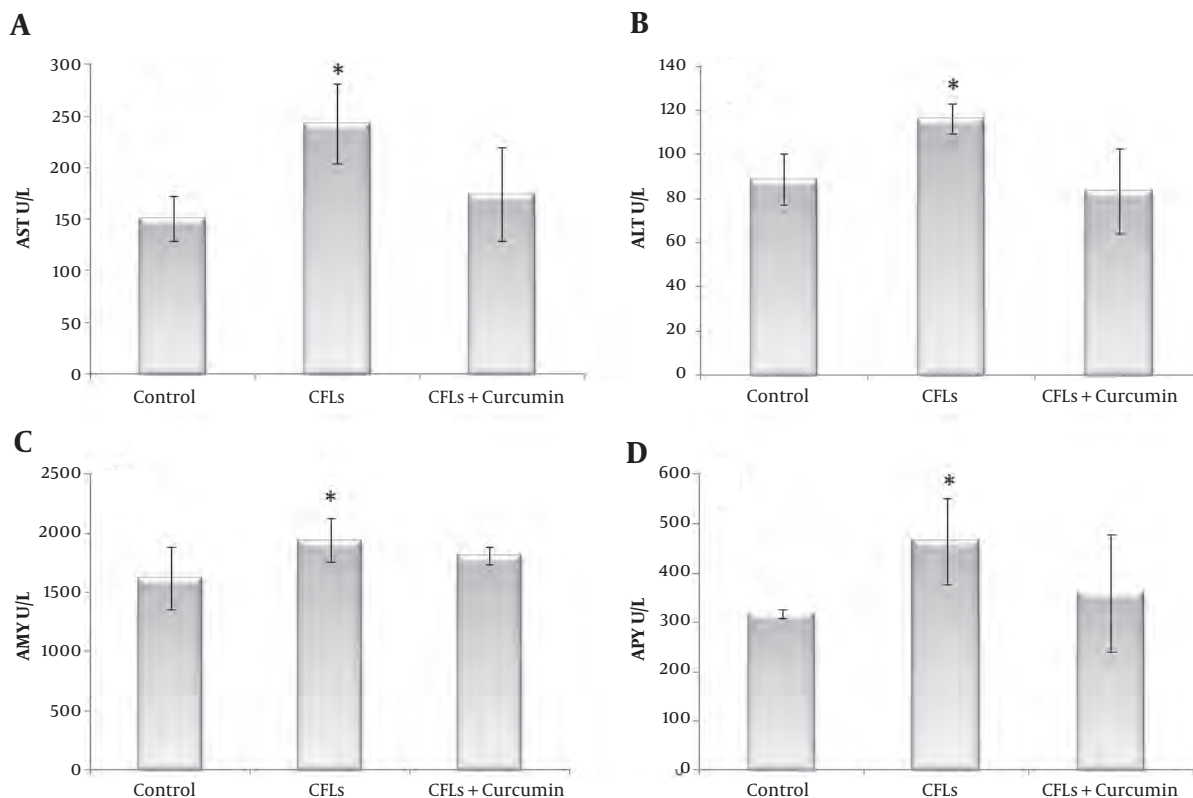 A
AST U/L
300
*
250
200
150
100
50
0
Control CFLs CFLs + Curcumin
B
ALT U/L
140
*
120
100
80
60
40
20
0
Control CFLs CFLs + Curcumin
C
AMY U/L
2500
*
2000
1500
1000
500
0
Control CFLs CFLs + Curcumin
D
APY U/L
600
*
500
400
300
200
100
0
Control CFLs CFLs + Curcumin